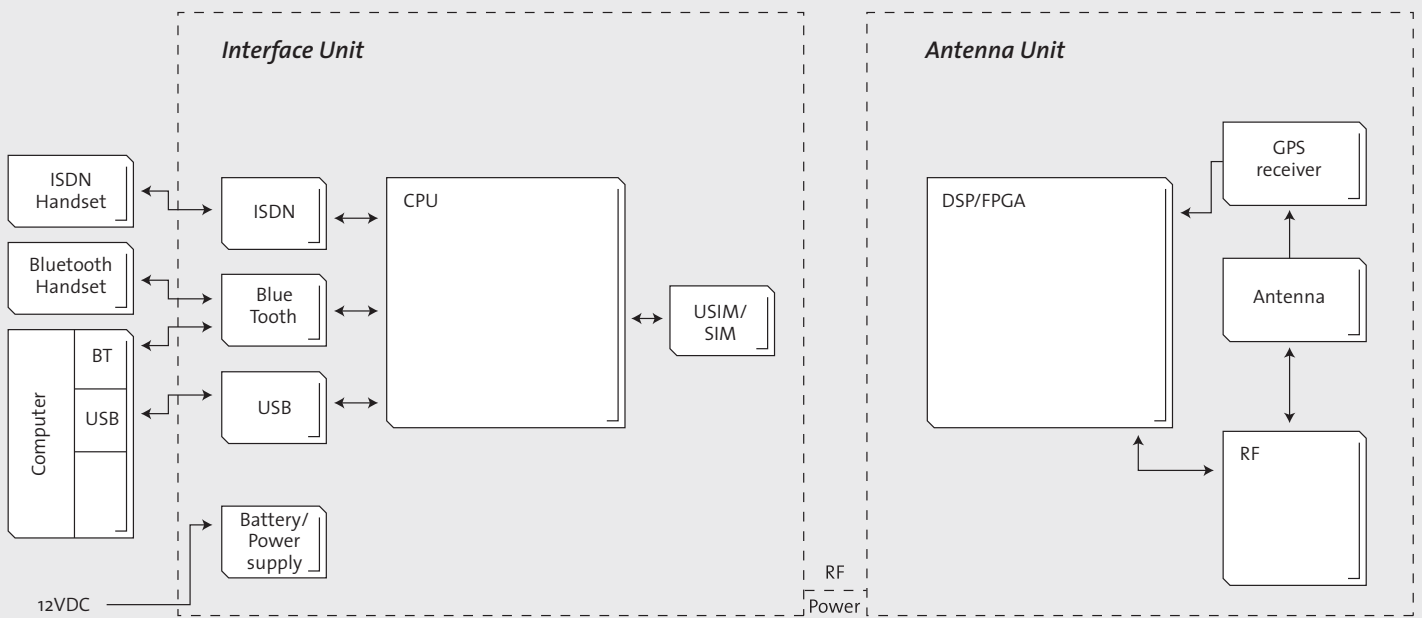 Interface Unit
Antenna Unit
ISDN
Handset
Bluetooth
Handset
BT
USB
Computer
12VDC
ISDN
Blue
Tooth
USB
Battery/
Power
supply
CPU
USIM/
SIM
RF
Power
DSP/FPGA
GPS
receiver
Antenna
RF